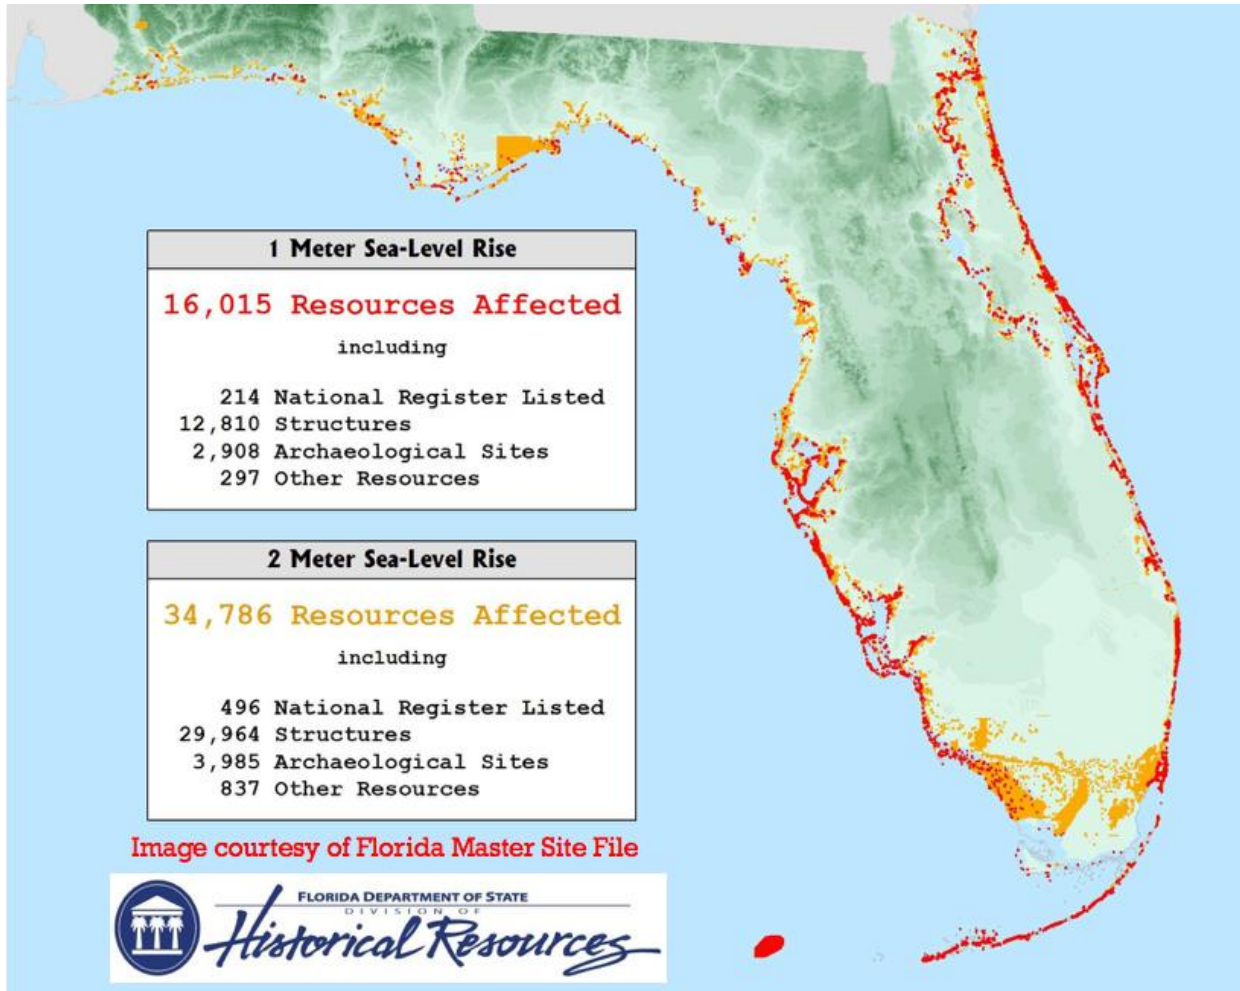 1 Meter Sea-Level Rise
16,015 Resources Affected
including
214 National Register Listed
12,810 Structures
2,908 Archaeological Sites
297 Other Resources
2 Meter Sea-Level Rise
34,786 Resources Affected
including
496 National Register Listed
29,964 Structures
3,985 Archaeological Sites
837 Other Resources
Image courtesy of Florida Master Site File
FLORIDA DEPARTMENT OF STATE
DIVISION OF
Historical Resources